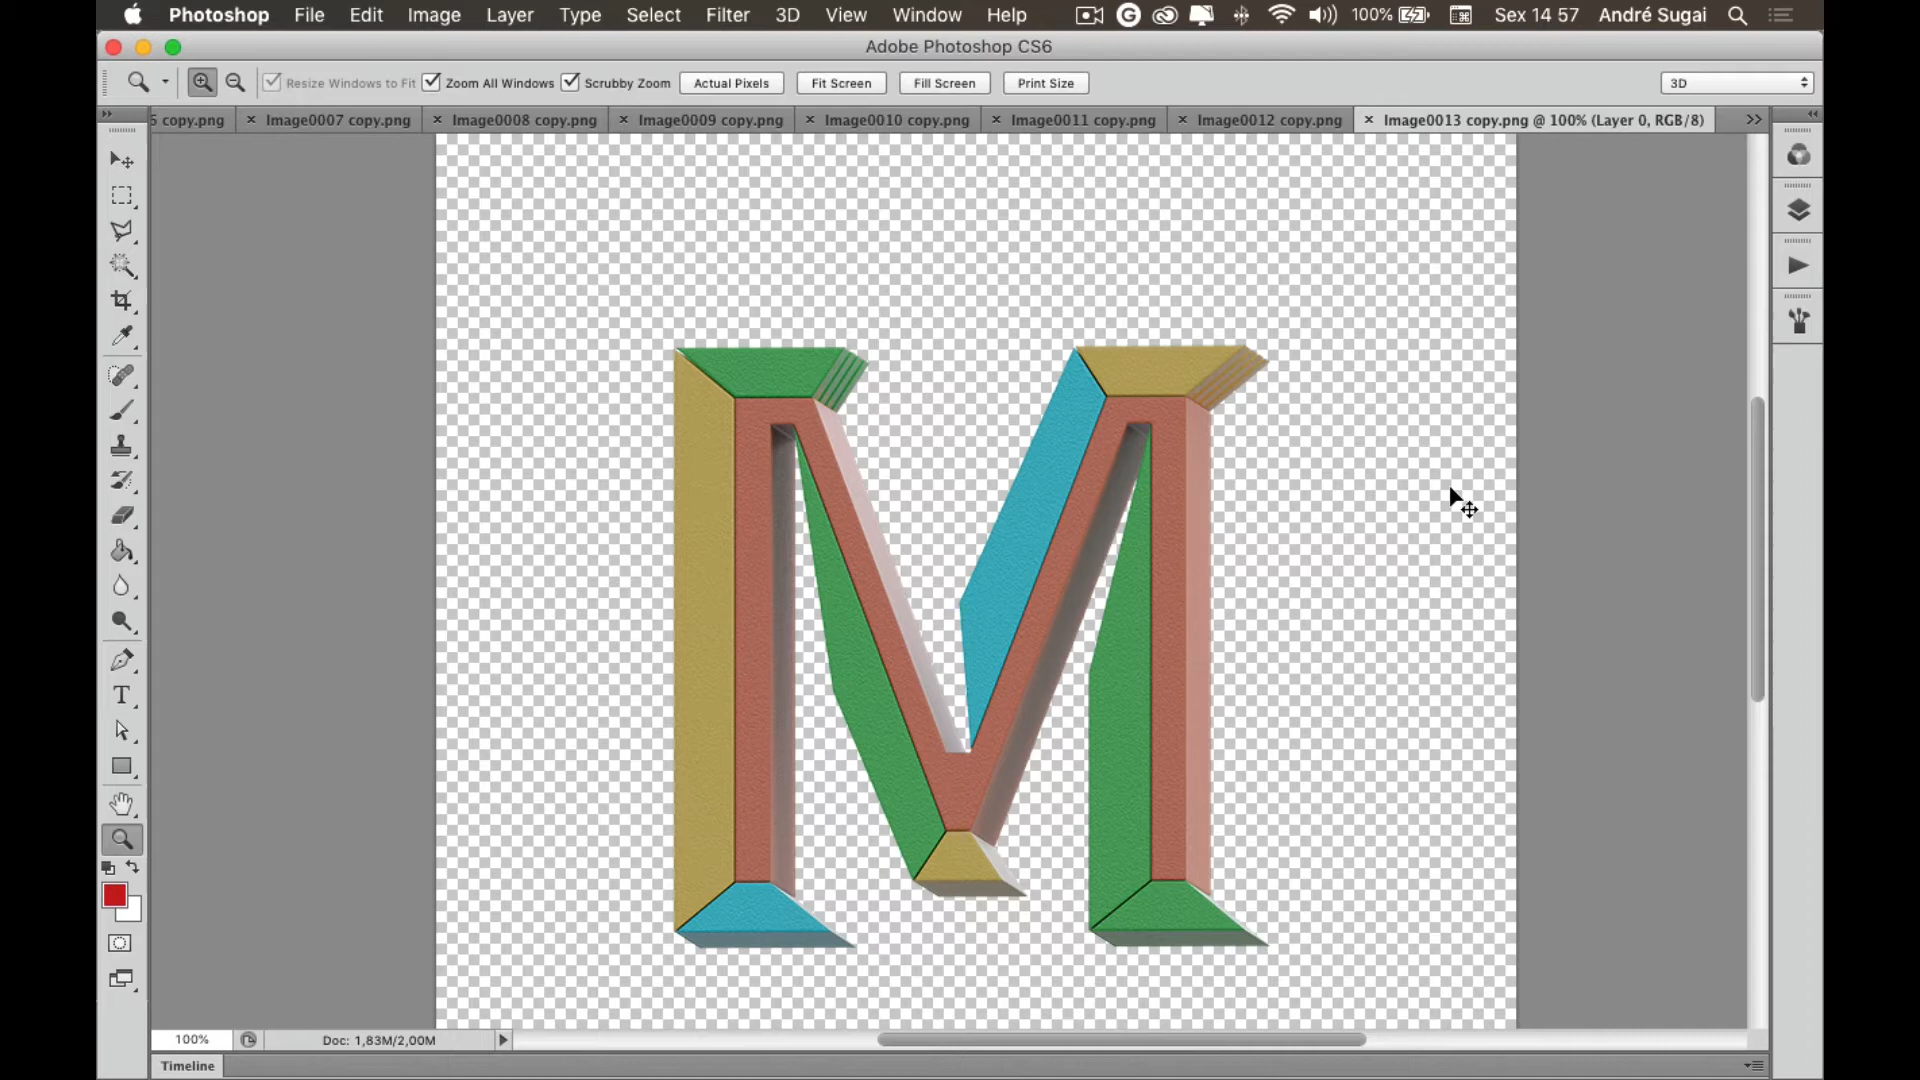 Photoshop File Edit Image Layer Type Select Filter 3D View Window Help G 100% Sex 14 57 André Sugai
Adobe Photoshop CS6
Resize Windows to Fit Zoom All Windows Scrubby Zoom Actual Pixels Fit Screen Fill Screen Print Size 3D
5 copy.png × Image0007 copy.png × Image0008 copy.png × Image0009 copy.png × Image0010 copy.png × Image0011 copy.png × Image0012 copy.png × Image0013 copy.png @ 100% (Layer 0, RGB/8)
M
T
100% Doc: 1,83M/2,00M
Timeline